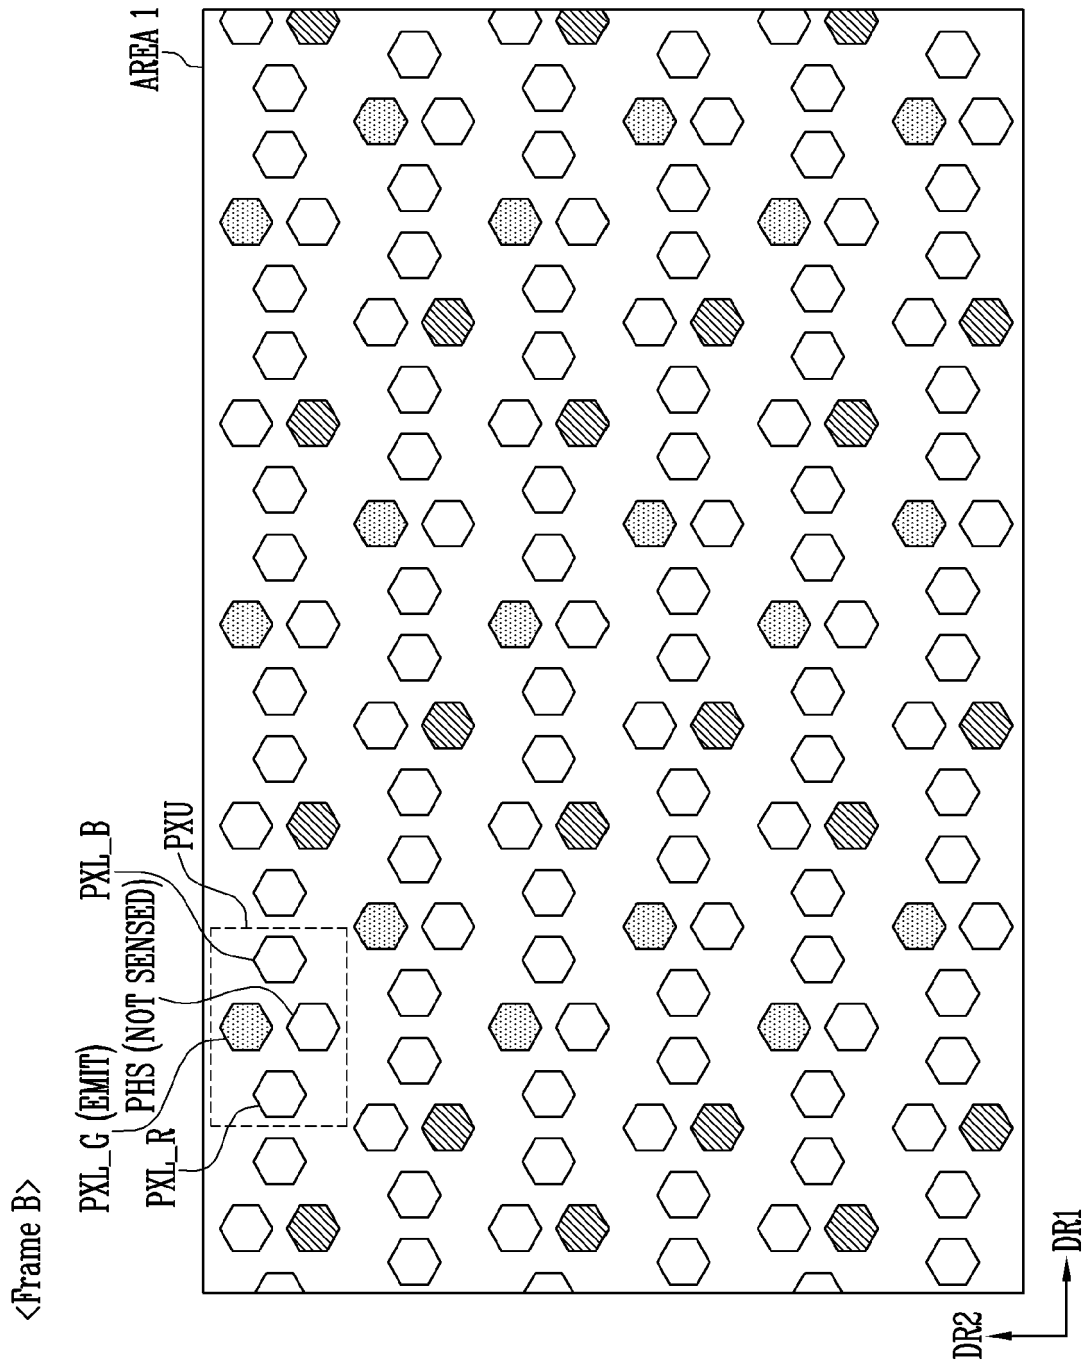 <Frame B>
PXL_G (EMIT)
PHS (NOT SENSED)
PXL_R
PXL_B
PXU
AREA 1
DR2
DR1